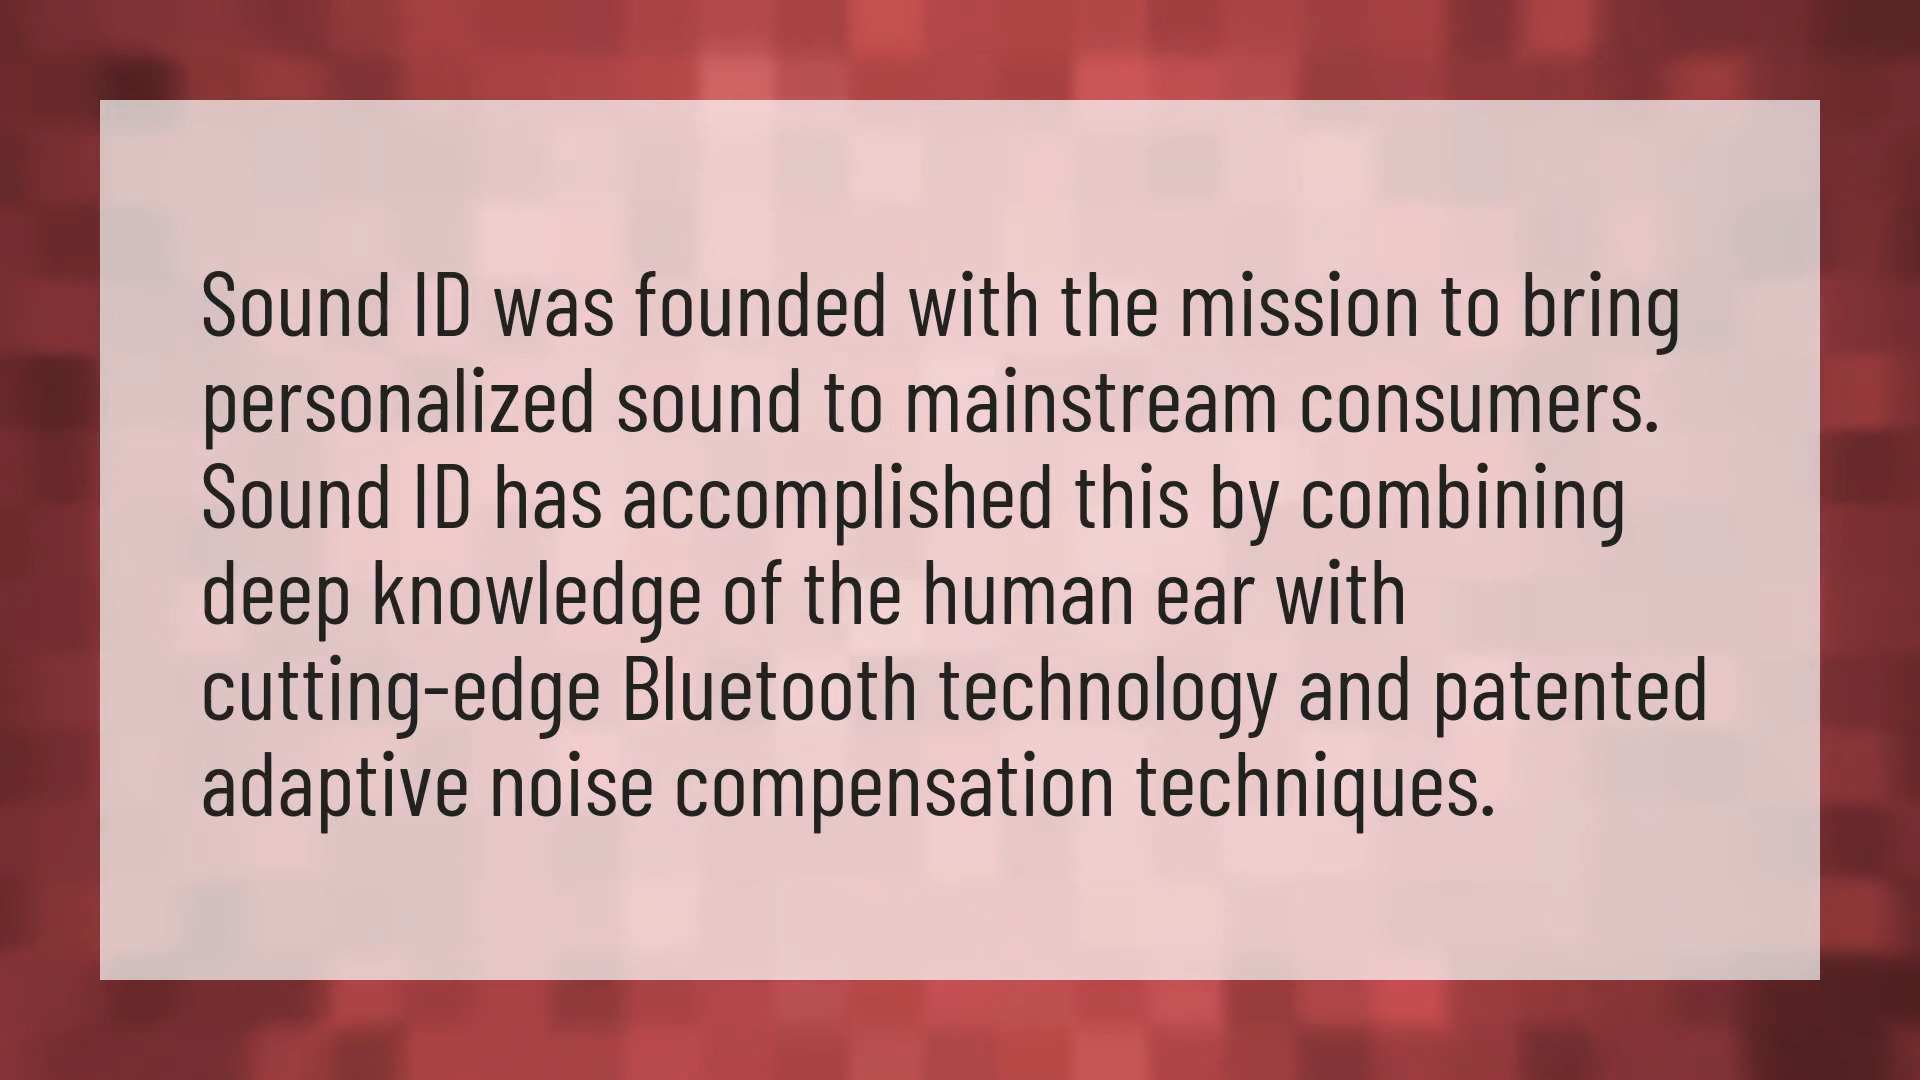 Sound ID was founded with the mission to bring
personalized sound to mainstream consumers.
Sound ID has accomplished this by combining
deep knowledge of the human ear with
cutting-edge Bluetooth technology and patented
adaptive noise compensation techniques.